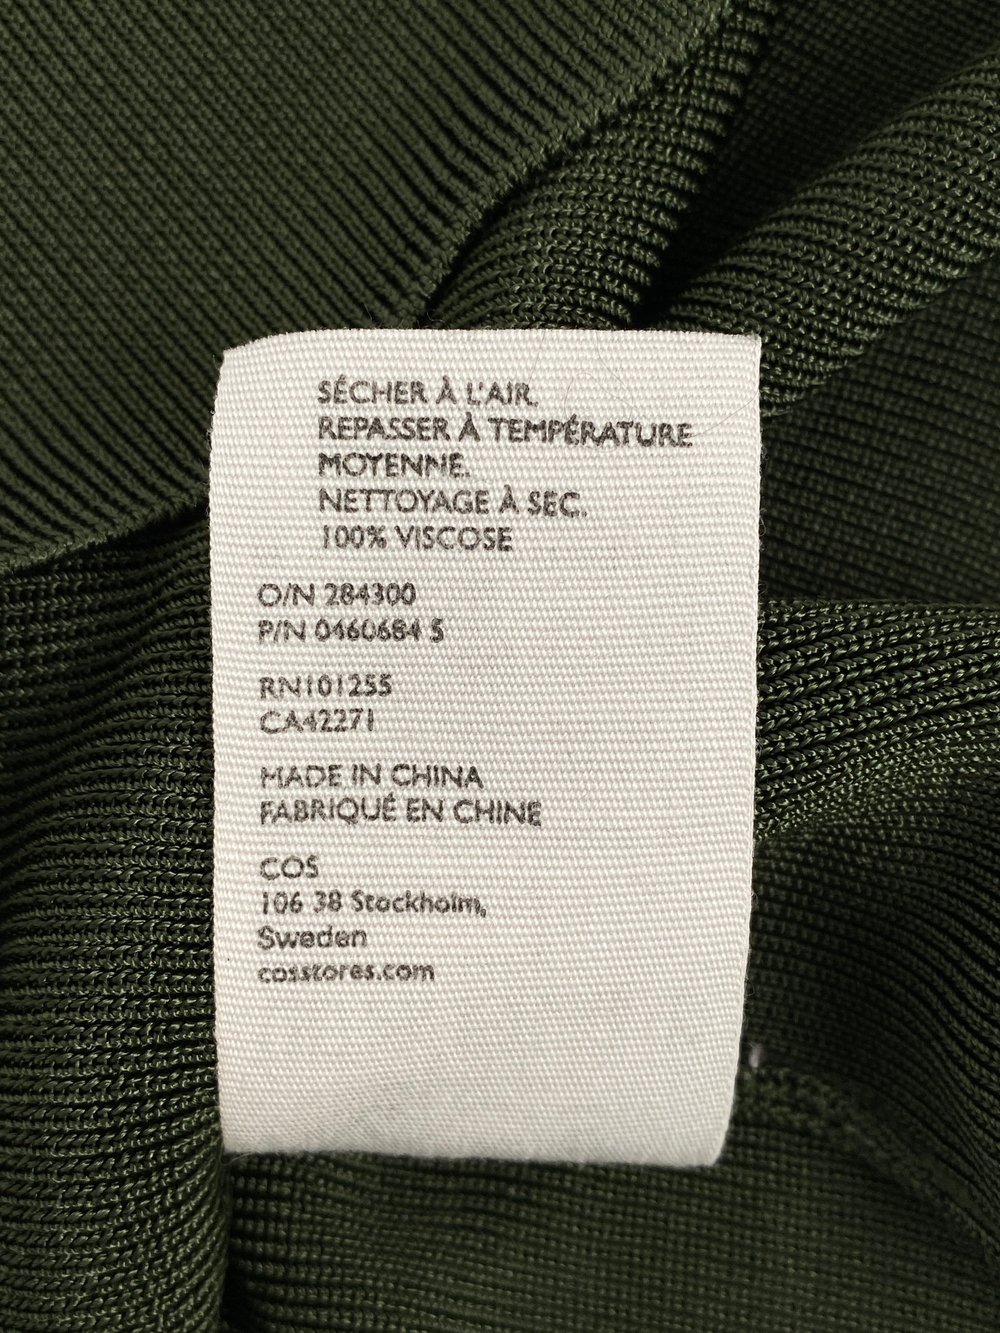 SÉCHER À L'AIR.
REPASSER À TEMPÉRATURE
MOYENNE.
NETTOYAGE À SEC.
100% VISCOSE
O/N 284300
P/N 0460684 S
RN101255
CA42271
MADE IN CHINA
FABRIQUÉ EN CHINE
COS
106 38 Stockholm,
Sweden
cosstores.com